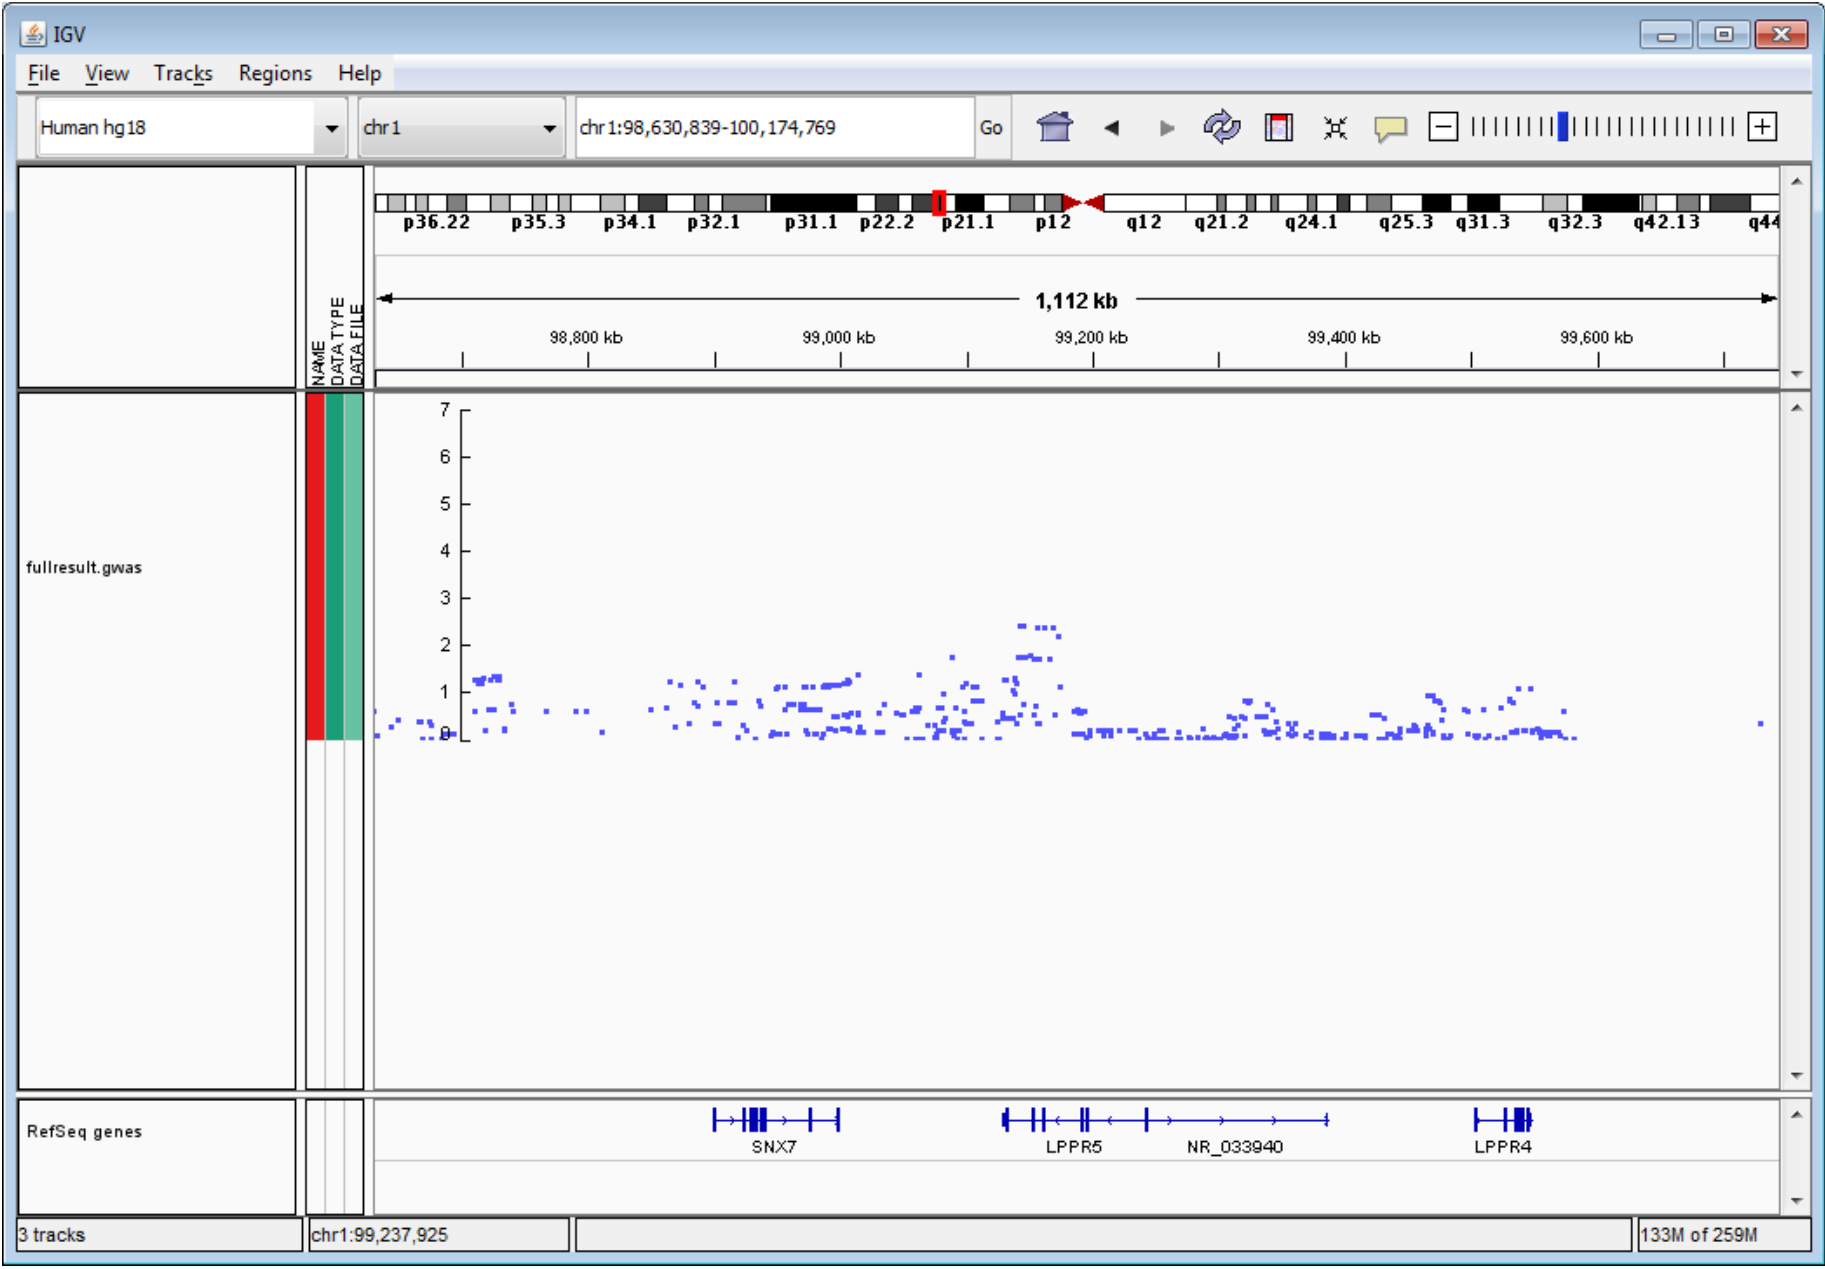 IGV
File View Tracks Regions Help
Human hg18 chr1 chr1:98,630,839-100,174,769 Go
p36.22 p35.3 p34.1 p32.1 p31.1 p22.2 p21.1 p12 q12 q21.2 q24.1 q25.3 q31.3 q32.3 q42.13 q44
1,112 kb
98,800 kb 99,000 kb 99,200 kb 99,400 kb 99,600 kb
NAME
DATA TYPE
DATA FILE
7
6
5
4
3
2
1
0
fullresult.gwas
RefSeq genes
SNX7 LPPR5 NR_033940 LPPR4
3 tracks chr1:99,237,925 133M of 259M